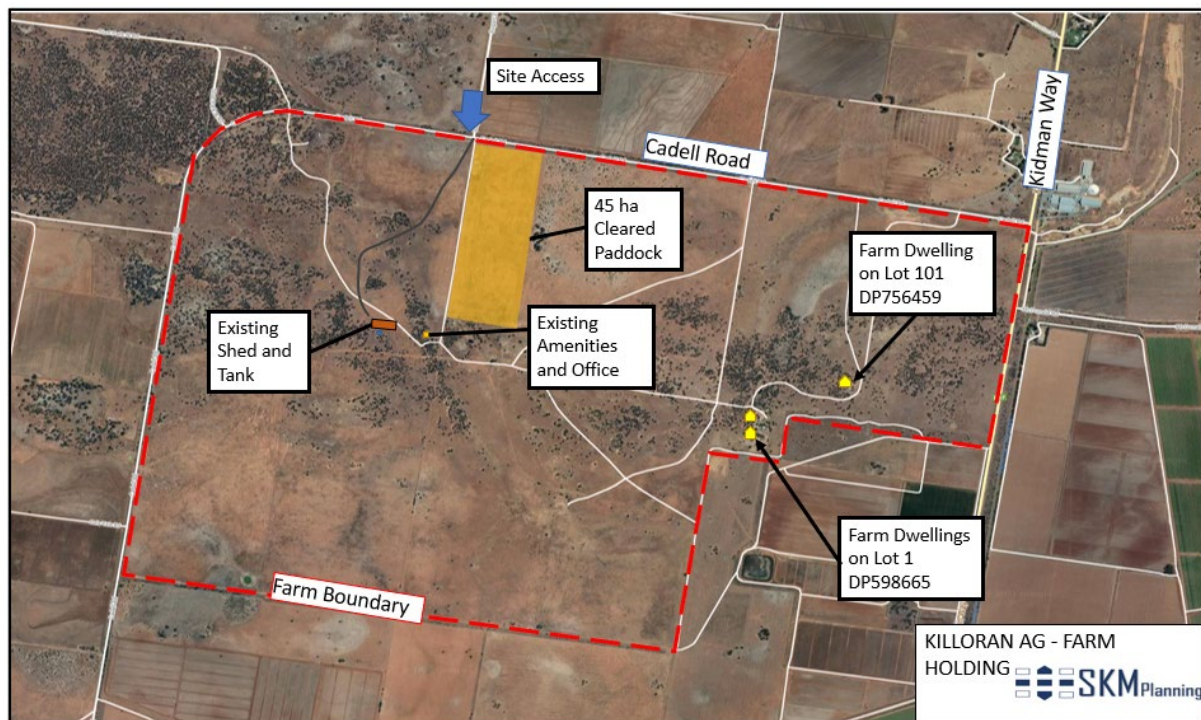 Site Access
Cadell Road
Kidman Way
45 ha
Cleared
Paddock
Farm Dwelling
on Lot 101
DP756459
Existing
Shed and
Tank
Existing
Amenities
and Office
Farm Dwellings
on Lot 1
DP598665
Farm Boundary
KILLORAN AG - FARM
HOLDING
SKM Planning